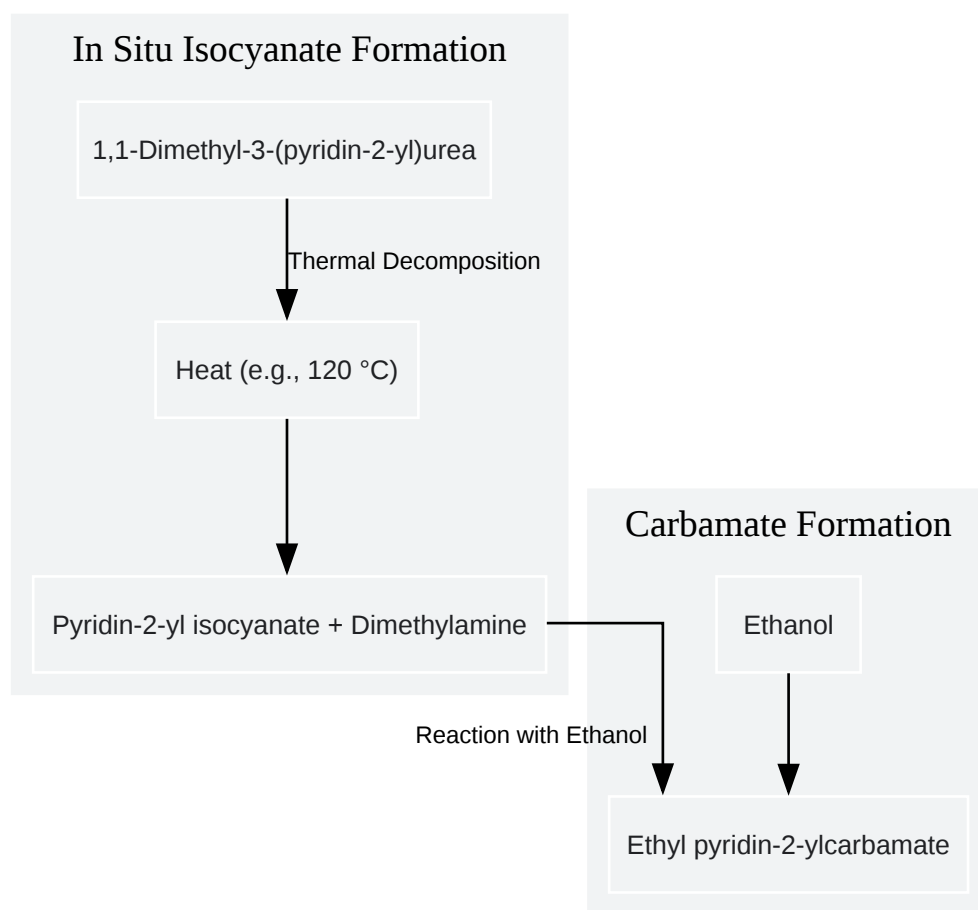 In Situ Isocyanate Formation
1,1-Dimethyl-3-(pyridin-2-yl)urea
Thermal Decomposition
Heat (e.g., 120 °C)
Pyridin-2-yl isocyanate + Dimethylamine
Carbamate Formation
Ethanol
Reaction with Ethanol
Ethyl pyridin-2-ylcarbamate